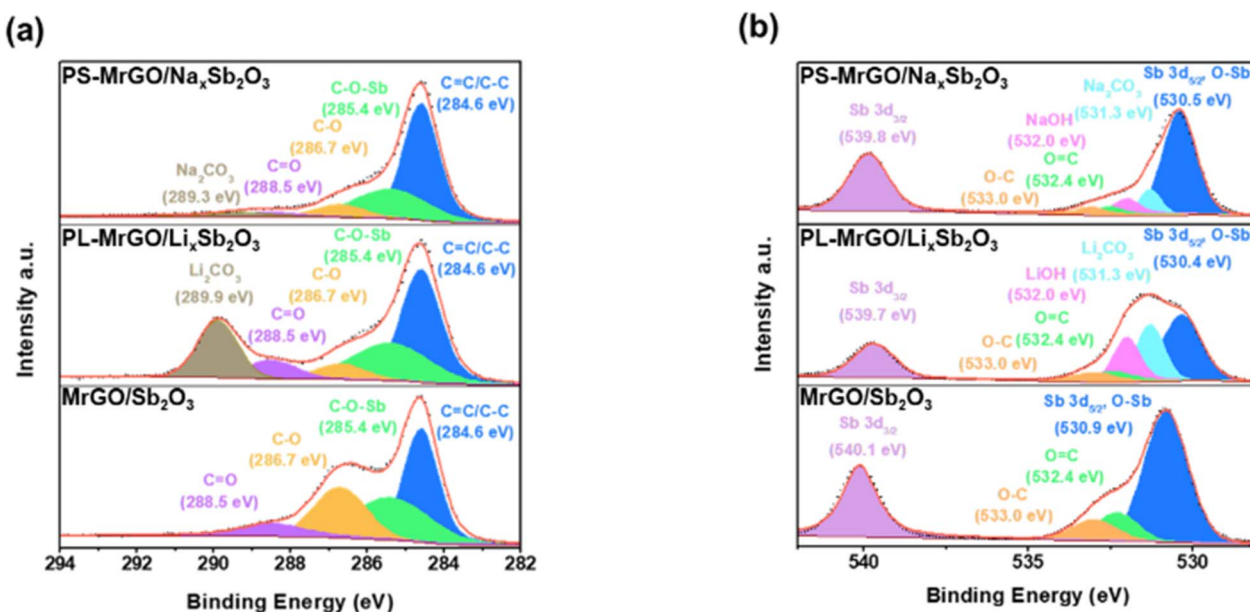 (a)
PS-MrGO/NaₓSb₂O₃
C=C/C-C
(284.6 eV)
C-O-Sb
(285.4 eV)
C-O
(286.7 eV)
C=O
(288.5 eV)
Na₂CO₃
(289.3 eV)
PL-MrGO/LiₓSb₂O₃
C-O-Sb
(285.4 eV)
C=C/C-C
(284.6 eV)
Li₂CO₃
(289.9 eV)
C-O
(286.7 eV)
C=O
(288.5 eV)
MrGO/Sb₂O₃
C-O-Sb
(285.4 eV)
C=C/C-C
(284.6 eV)
C-O
(286.7 eV)
C=O
(288.5 eV)
Intensity a.u.
294 292 290 288 286 284 282
Binding Energy (eV)
(b)
PS-MrGO/NaₓSb₂O₃
Sb 3d₅/₂, O-Sb
(530.5 eV)
Na₂CO₃
(531.3 eV)
Sb 3d₃/₂
(539.8 eV)
NaOH
(532.0 eV)
O=C
(532.4 eV)
O-C
(533.0 eV)
PL-MrGO/LiₓSb₂O₃
Sb 3d₅/₂, O-Sb
(530.4 eV)
Li₂CO₃
(531.3 eV)
LiOH
(532.0 eV)
Sb 3d₃/₂
(539.7 eV)
O=C
(532.4 eV)
O-C
(533.0 eV)
MrGO/Sb₂O₃
Sb 3d₅/₂, O-Sb
(530.9 eV)
Sb 3d₃/₂
(540.1 eV)
O=C
(532.4 eV)
O-C
(533.0 eV)
Intensity a.u.
540 535 530
Binding Energy (eV)